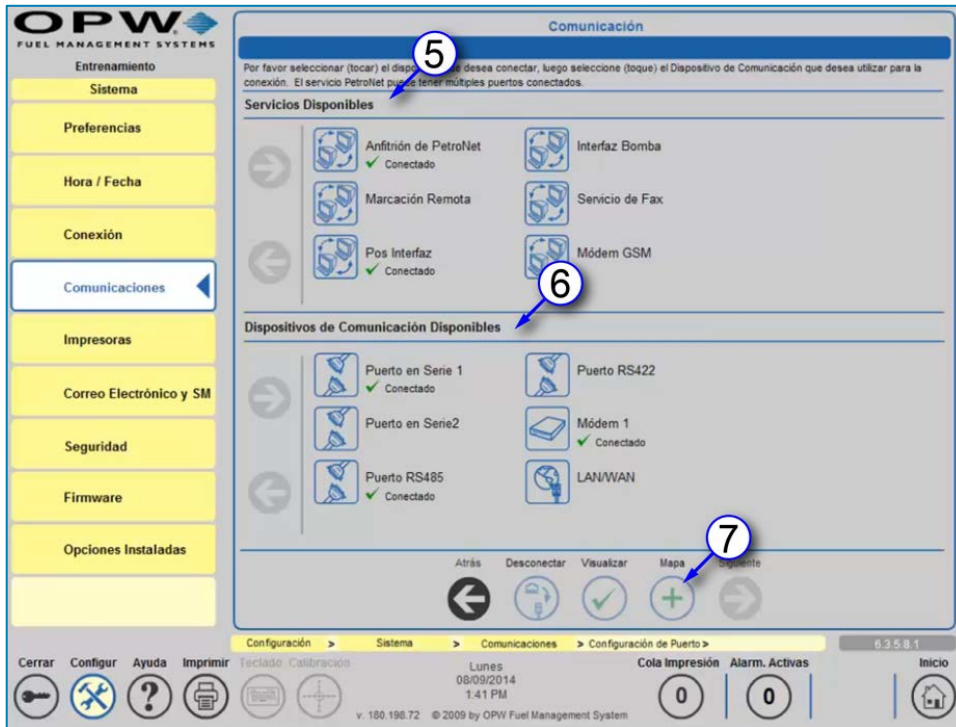 OPW
FUEL MANAGEMENT SYSTEMS
Entrenamiento
Sistema
Preferencias
Hora / Fecha
Conexión
Comunicaciones
Impresoras
Correo Electrónico y SM
Seguridad
Firmware
Opciones Instaladas
Comunicación
5
Por favor seleccionar (tocar) el desea conectar, luego seleccione (toque) el Dispositivo de Comunicación que desea utilizar para la
conexión. El servicio PetroNet tener múltiples puertos conectados.
Servicios Disponibles
Anfitrión de PetroNet
Conectado
Interfaz Bomba
Marcación Remota
Servicio de Fax
Pos Interfaz
Conectado
Módem GSM
6
Dispositivos de Comunicación Disponibles
Puerto en Serie 1
Conectado
Puerto RS422
Puerto en Serie2
Módem 1
Conectado
Puerto RS485
Conectado
LAN/WAN
7
Atrás Desconectar Visualizar Mapa Siguiente
Configuración > Sistema > Comunicaciones > Configuración de Puerto >
6.3.5.8.1
Cerrar Configur Ayuda Imprimir Teclado Calibración
Lunes
08/09/2014
1:41 PM
v. 180.198.72 © 2009 by OPW Fuel Management System
Cola Impresión Alarm. Activas Inicio
0 0